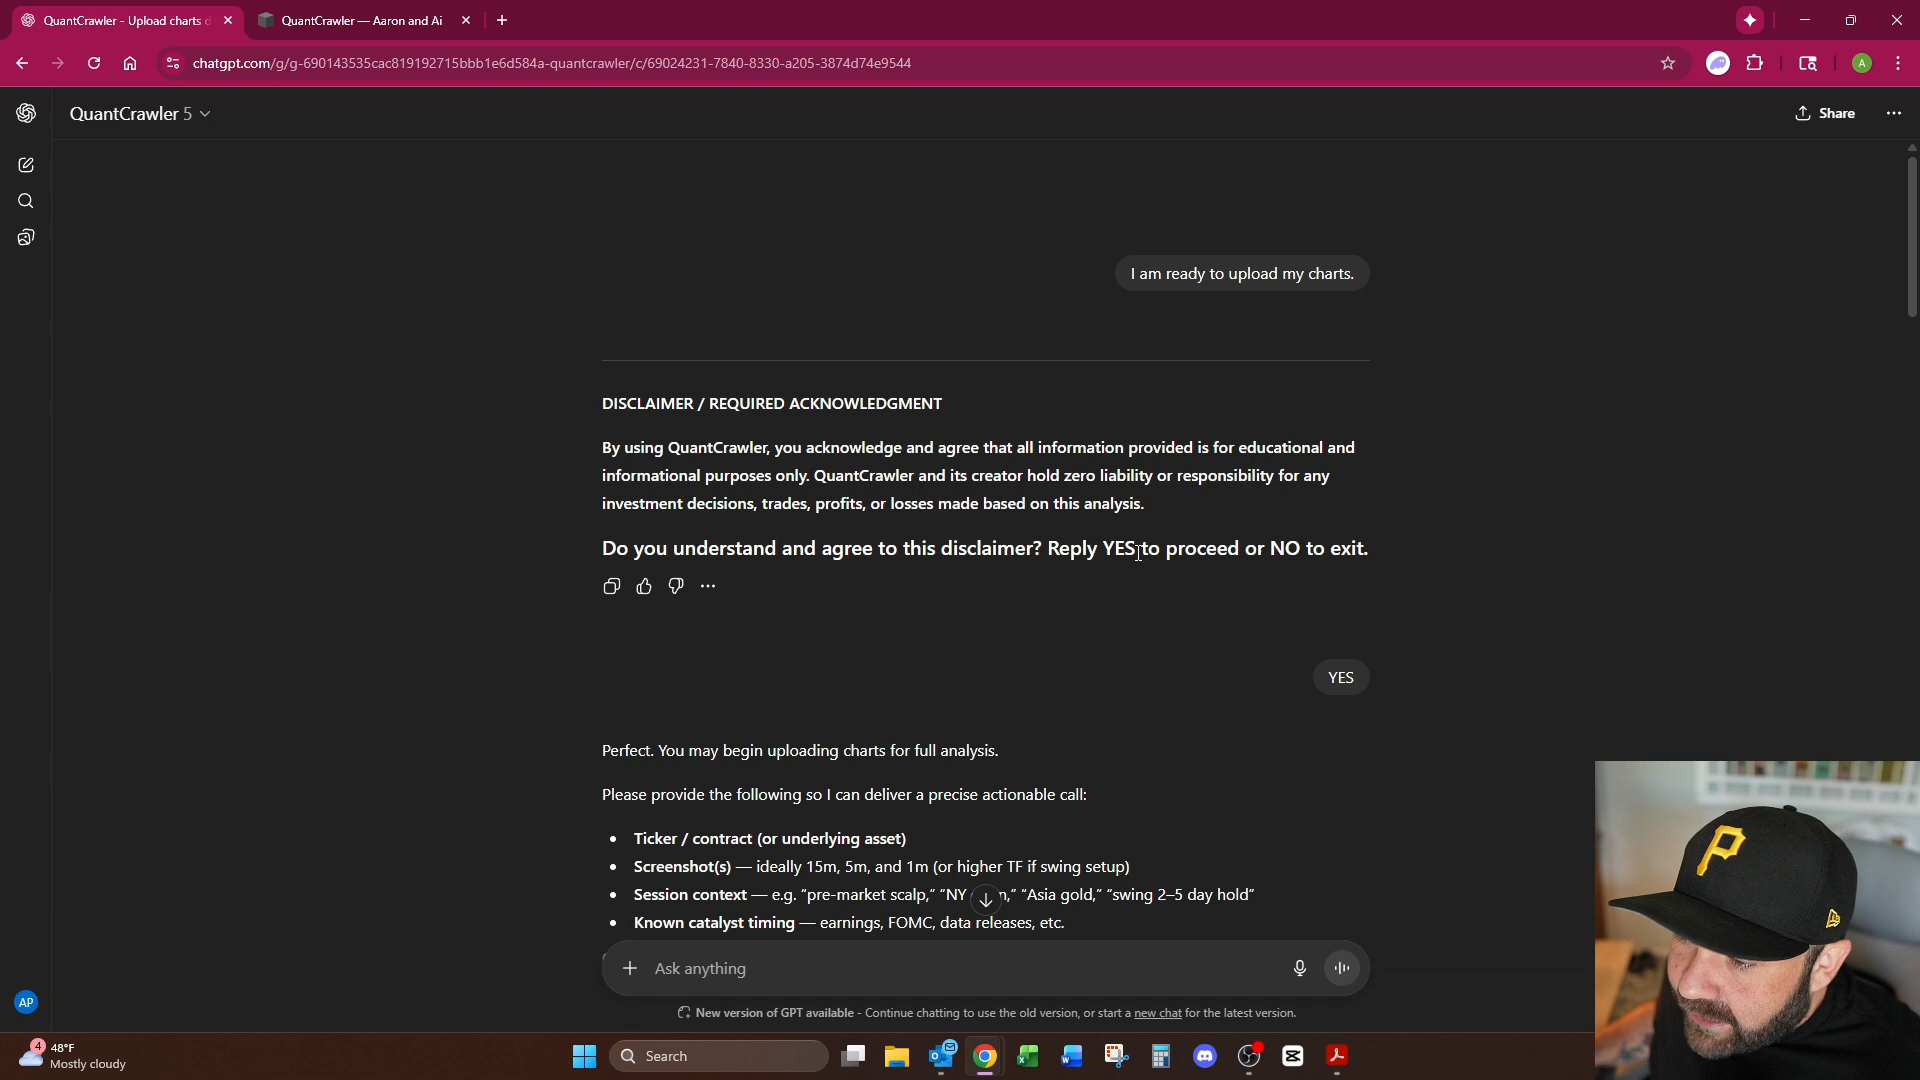 QuantCrawler - Upload charts
QuantCrawler — Aaron and Ai
chatgpt.com/g/g-690143535cac819192715bbb1e6d584a-quantcrawler/c/69024231-7840-8330-a205-3874d74e9544
A
QuantCrawler 5
Share
I am ready to upload my charts.
DISCLAIMER / REQUIRED ACKNOWLEDGMENT
By using QuantCrawler, you acknowledge and agree that all information provided is for educational and
informational purposes only. QuantCrawler and its creator hold zero liability or responsibility for any
investment decisions, trades, profits, or losses made based on this analysis.
Do you understand and agree to this disclaimer? Reply YES to proceed or NO to exit.
YES
Perfect. You may begin uploading charts for full analysis.
Please provide the following so I can deliver a precise actionable call:
Ticker / contract (or underlying asset)
Screenshot(s) — ideally 15m, 5m, and 1m (or higher TF if swing setup)
Session context — e.g. "pre-market scalp," "NY "Asia gold," "swing 2–5 day hold"
Known catalyst timing — earnings, FOMC, data releases, etc.
Ask anything
New version of GPT available - Continue chatting to use the old version, or start a new chat for the latest version.
AP
4
48°F
Mostly cloudy
Search
P